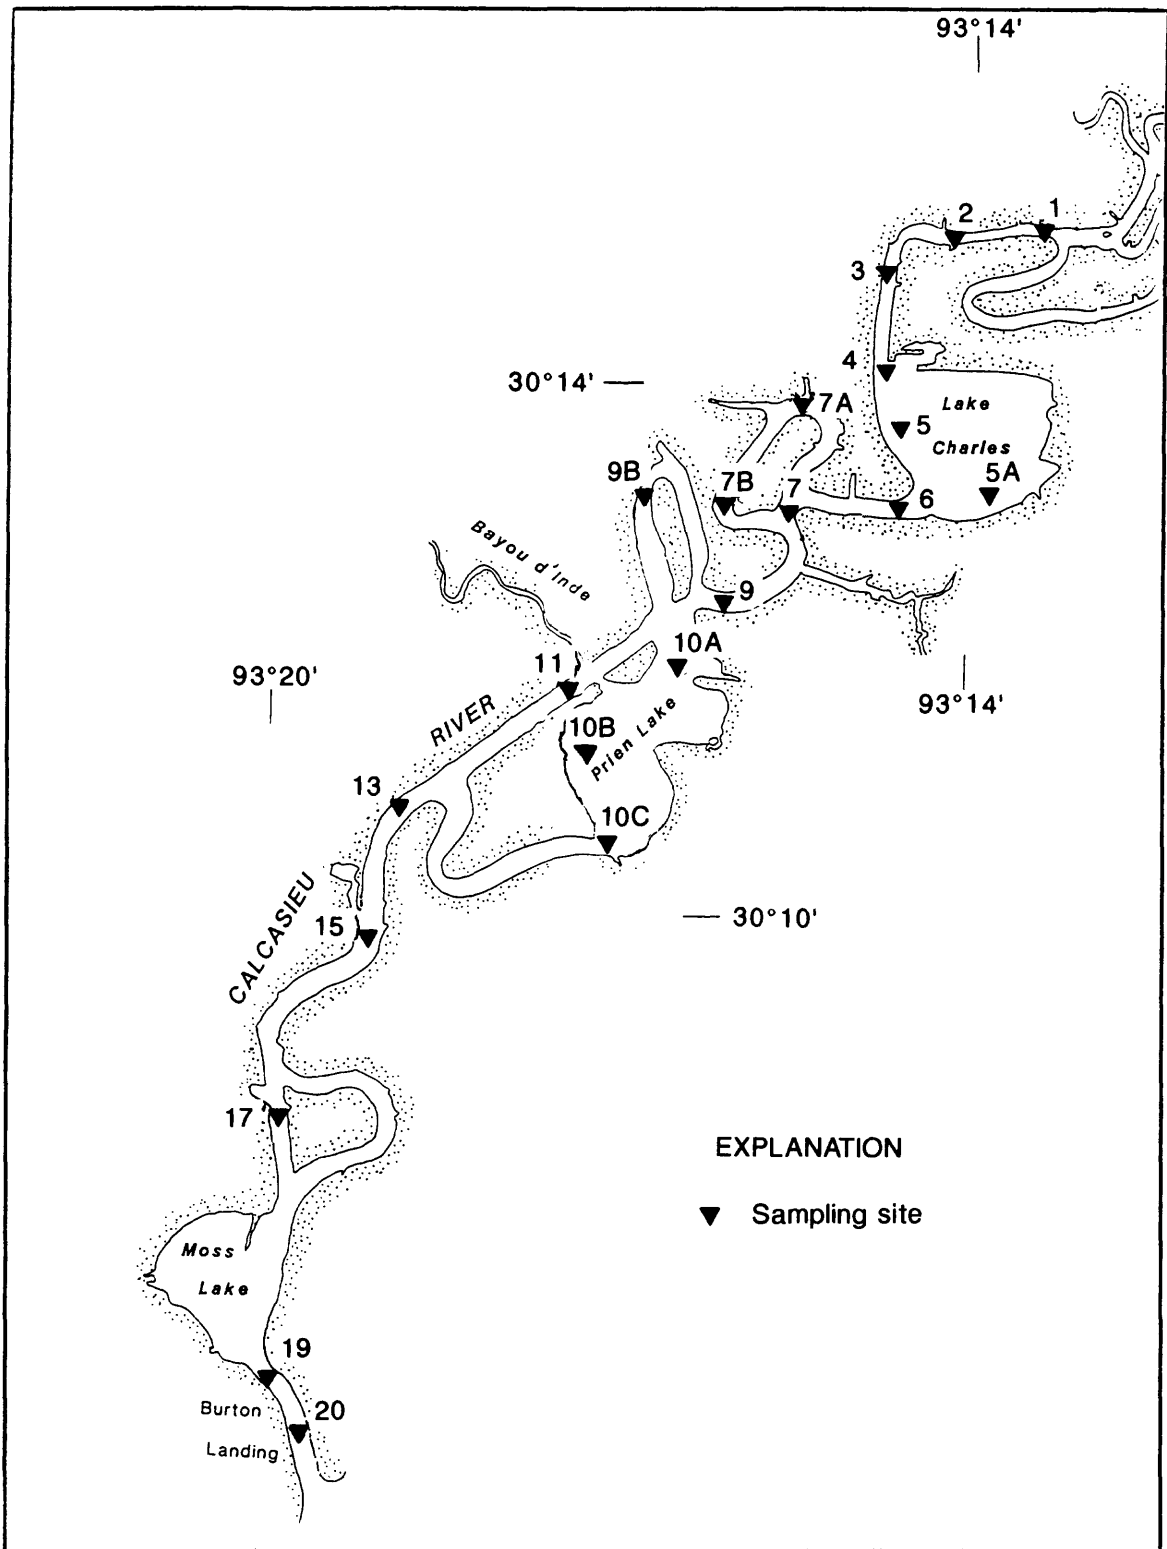 93°14'
1
2
3
4
30°14'
7A
Lake
5
Charles
9B
7B
7
5A
6
Bayou d'Inde
9
10A
11
93°20'
93°14'
RIVER
10B
Prien Lake
13
10C
CALCASIEU
15
30°10'
17
EXPLANATION
Sampling site
Moss
Lake
19
Burton
20
Landing